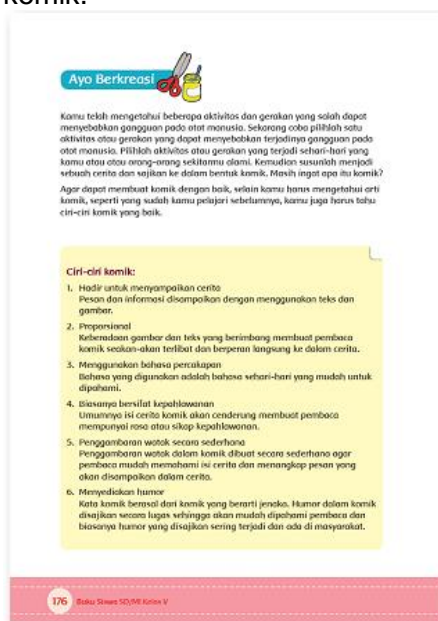 komik.
Ayo Berkreasi
Kamu telah mengetahui beberapa aktivitas dan gerakan yang salah dapat
menyebabkan gangguan pada otot manusia. Sekarang coba pilihlah satu
aktivitas atau gerakan yang dapat menyebabkan terjadinya gangguan pada
otot manusia. Pilihlah aktivitas atau gerakan yang terjadi sehari-hari yang
kamu atau atau orang-orang sekitarmu alami. Kemudian susunlah menjadi
sebuah cerita dan sajikan ke dalam bentuk komik. Masih ingat apa itu komik?
Agar dapat membuat komik dengan baik, selain kamu harus mengetahui arti
komik, seperti yang sudah kamu pelajari sebelumnya, kamu juga harus tahu
ciri-ciri komik yang baik.
Ciri-ciri komik:
1. Hadir untuk menyampaikan cerita
Pesan dan informasi disampaikan dengan menggunakan teks dan
gambar.
2. Proporsional
Keberadaan gambar dan teks yang berimbang membuat pembaca
komik seakan-akan terlibat dan berperan langsung ke dalam cerita.
3. Menggunakan bahasa percakapan
Bahasa yang digunakan adalah bahasa sehari-hari yang mudah untuk
dipahami.
4. Biasanya bersifat kepahlawanan
Umumnya isi cerita komik akan cenderung membuat pembaca
mempunyai rasa atau sikap kepahlawanan.
5. Penggambaran watak secara sederhana
Penggambaran watak dalam komik dibuat secara sederhana agar
pembaca mudah memahami isi cerita dan menangkap pesan yang
akan disampaikan dalam cerita.
6. Menyediakan humor
Kata komik berasal dari komik yang berarti jenaka. Humor dalam komik
disajikan secara lugas sehingga akan mudah dipahami pembaca dan
biasanya humor yang disajikan sering terjadi dan ada di masyarakat.
176 Buku Siswa SD/MI Kelas V